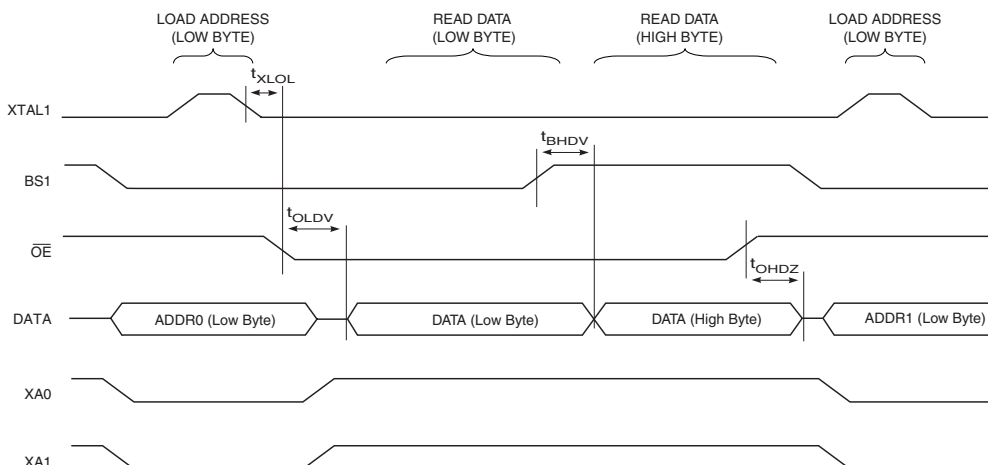 LOAD ADDRESS
(LOW BYTE)
READ DATA
(LOW BYTE)
READ DATA
(HIGH BYTE)
LOAD ADDRESS
(LOW BYTE)
tXLOL
XTAL1
tBHDV
BS1
tOLDV
OE
tOHDZ
DATA
ADDR0 (Low Byte)
DATA (Low Byte)
DATA (High Byte)
ADDR1 (Low Byte)
XA0
XA1